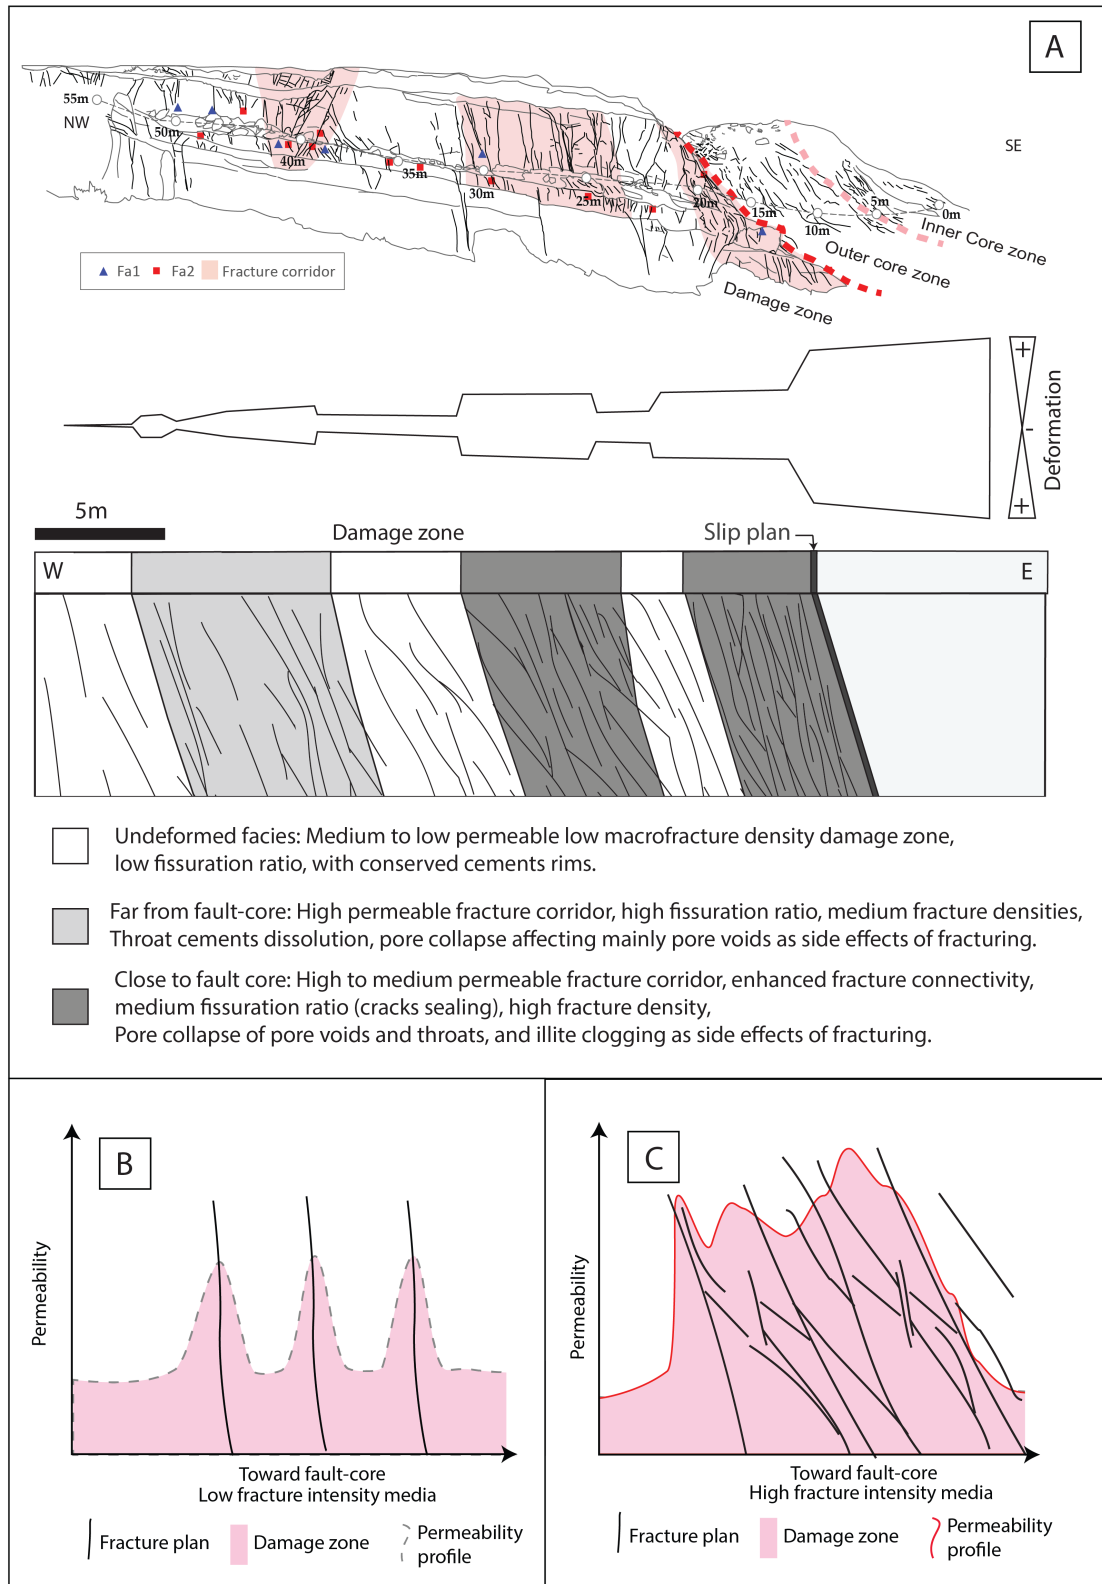 A
55m
NW
50m
40m
35m
30m
25m
20m
15m
10m
5m
0m
SE
Inner Core zone
Outer core zone
Damage zone
Fa1
Fa2
Fracture corridor
+
-
+
Deformation
5m
Damage zone
Slip plan
W
E
Undeformed facies: Medium to low permeable low macrofracture density damage zone,
low fissuration ratio, with conserved cements rims.
Far from fault-core: High permeable fracture corridor, high fissuration ratio, medium fracture densities,
Throat cements dissolution, pore collapse affecting mainly pore voids as side effects of fracturing.
Close to fault core: High to medium permeable fracture corridor, enhanced fracture connectivity,
medium fissuration ratio (cracks sealing), high fracture density,
Pore collapse of pore voids and throats, and illite clogging as side effects of fracturing.
B
Permeability
Toward fault-core
Low fracture intensity media
Fracture plan
Damage zone
Permeability
profile
C
Permeability
Toward fault-core
High fracture intensity media
Fracture plan
Damage zone
Permeability
profile